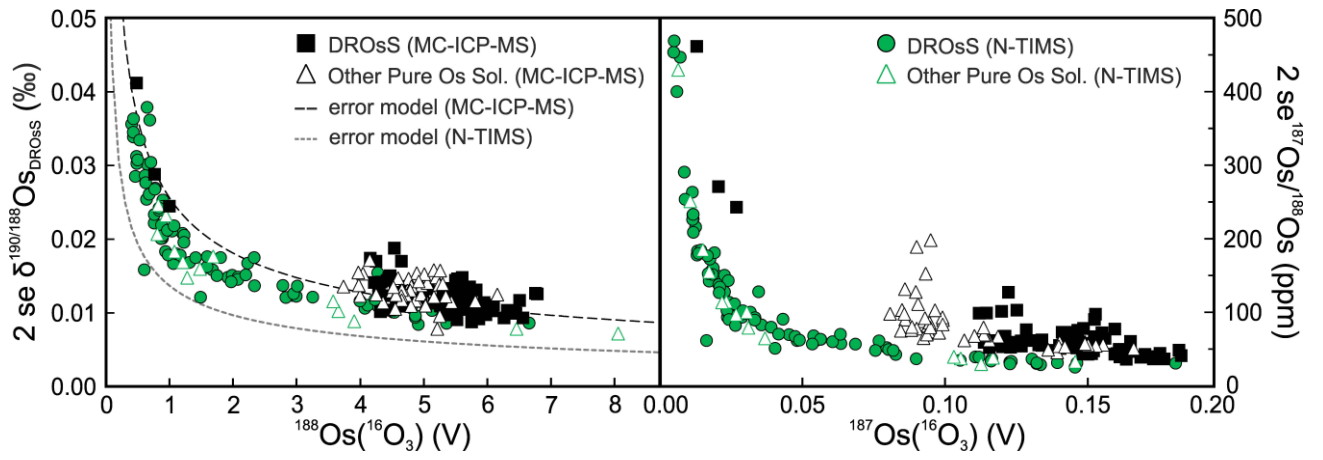 2 se δ190/188OsDROsS (‰)
0.05
0.04
0.03
0.02
0.01
0.00
DROsS (MC-ICP-MS)
Other Pure Os Sol. (MC-ICP-MS)
error model (MC-ICP-MS)
error model (N-TIMS)
0 1 2 3 4 5 6 7 8
188Os(16O3) (V)
DROsS (N-TIMS)
Other Pure Os Sol. (N-TIMS)
0.00 0.05 0.10 0.15 0.20
187Os(16O3) (V)
500
400
300
200
100
0
2 se187Os/188Os (ppm)